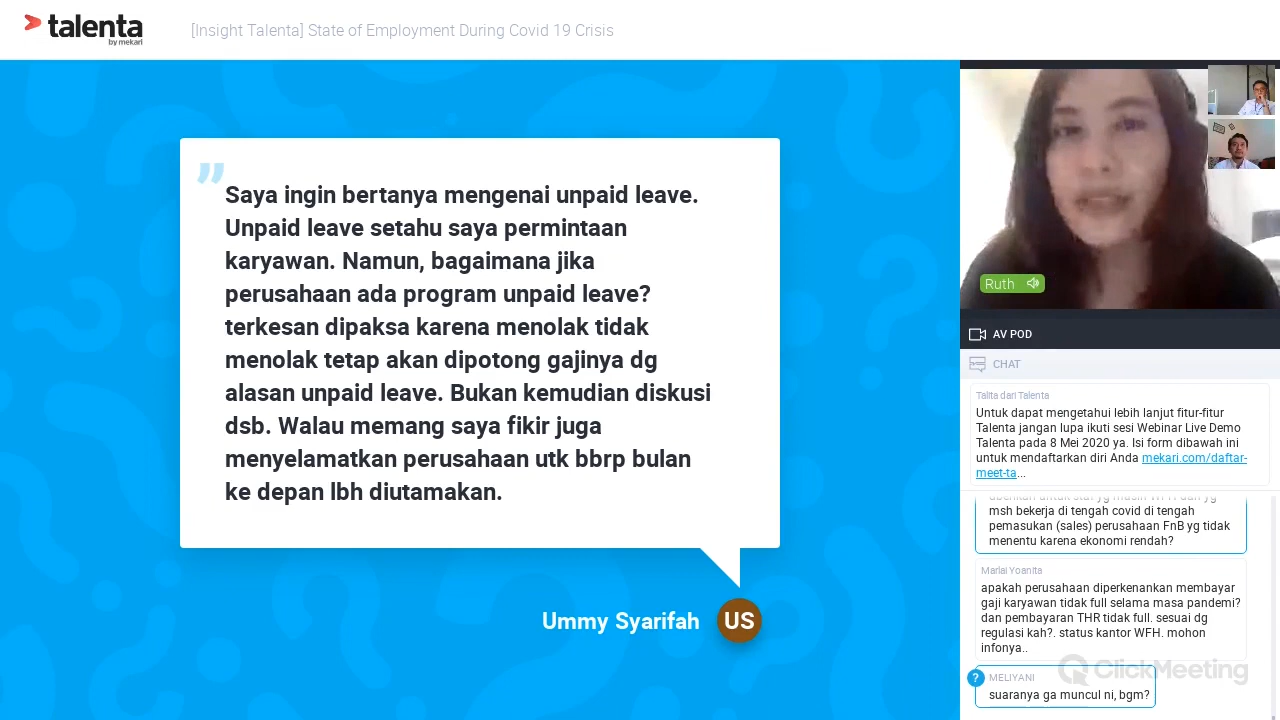 talenta
by mekari
[Insight Talenta] State of Employment During Covid 19 Crisis
Saya ingin bertanya mengenai unpaid leave.
Unpaid leave setahu saya permintaan
karyawan. Namun, bagaimana jika
perusahaan ada program unpaid leave?
terkesan dipaksa karena menolak tidak
menolak tetap akan dipotong gajinya dg
alasan unpaid leave. Bukan kemudian diskusi
dsb. Walau memang saya fikir juga
menyelamatkan perusahaan utk bbrp bulan
ke depan lbh diutamakan.
Ummy Syarifah
US
Ruth
AV POD
CHAT
Talita dari Talenta
Untuk dapat mengetahui lebih lanjut fitur-fitur
Talenta jangan lupa ikuti sesi Webinar Live Demo
Talenta pada 8 Mei 2020 ya. Isi form dibawah ini
untuk mendaftarkan diri Anda mekari.com/daftar-
meet-ta...
msh bekerja di tengah covid di tengah
pemasukan (sales) perusahaan FnB yg tidak
menentu karena ekonomi rendah?
Marlai Yoanita
apakah perusahaan diperkenankan membayar
gaji karyawan tidak full selama masa pandemi?
dan pembayaran THR tidak full. sesuai dg
regulasi kah?. status kantor WFH. mohon
infonya..
ClickMeeting
?
MELIYANI
suaranya ga muncul ni, bgm?